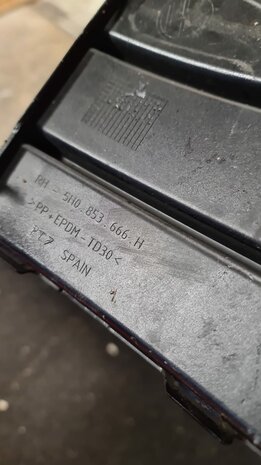 RH - 5H0.853.666.H
>PP+EPDM-TD30<
SPAIN